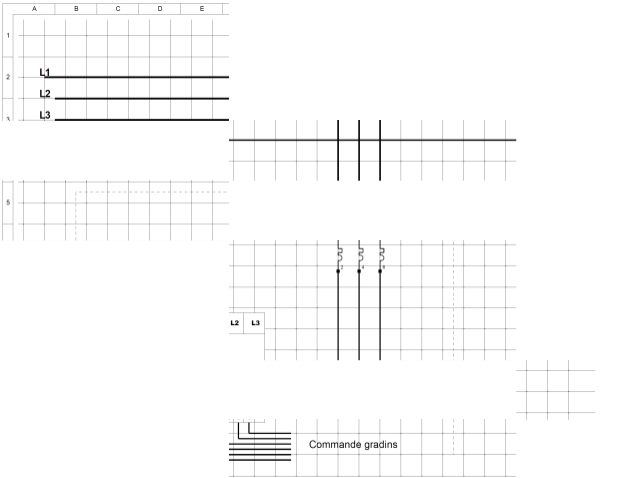 A B C D E
1
2
L1
L2
L3
5
L2 L3
Commande gradins